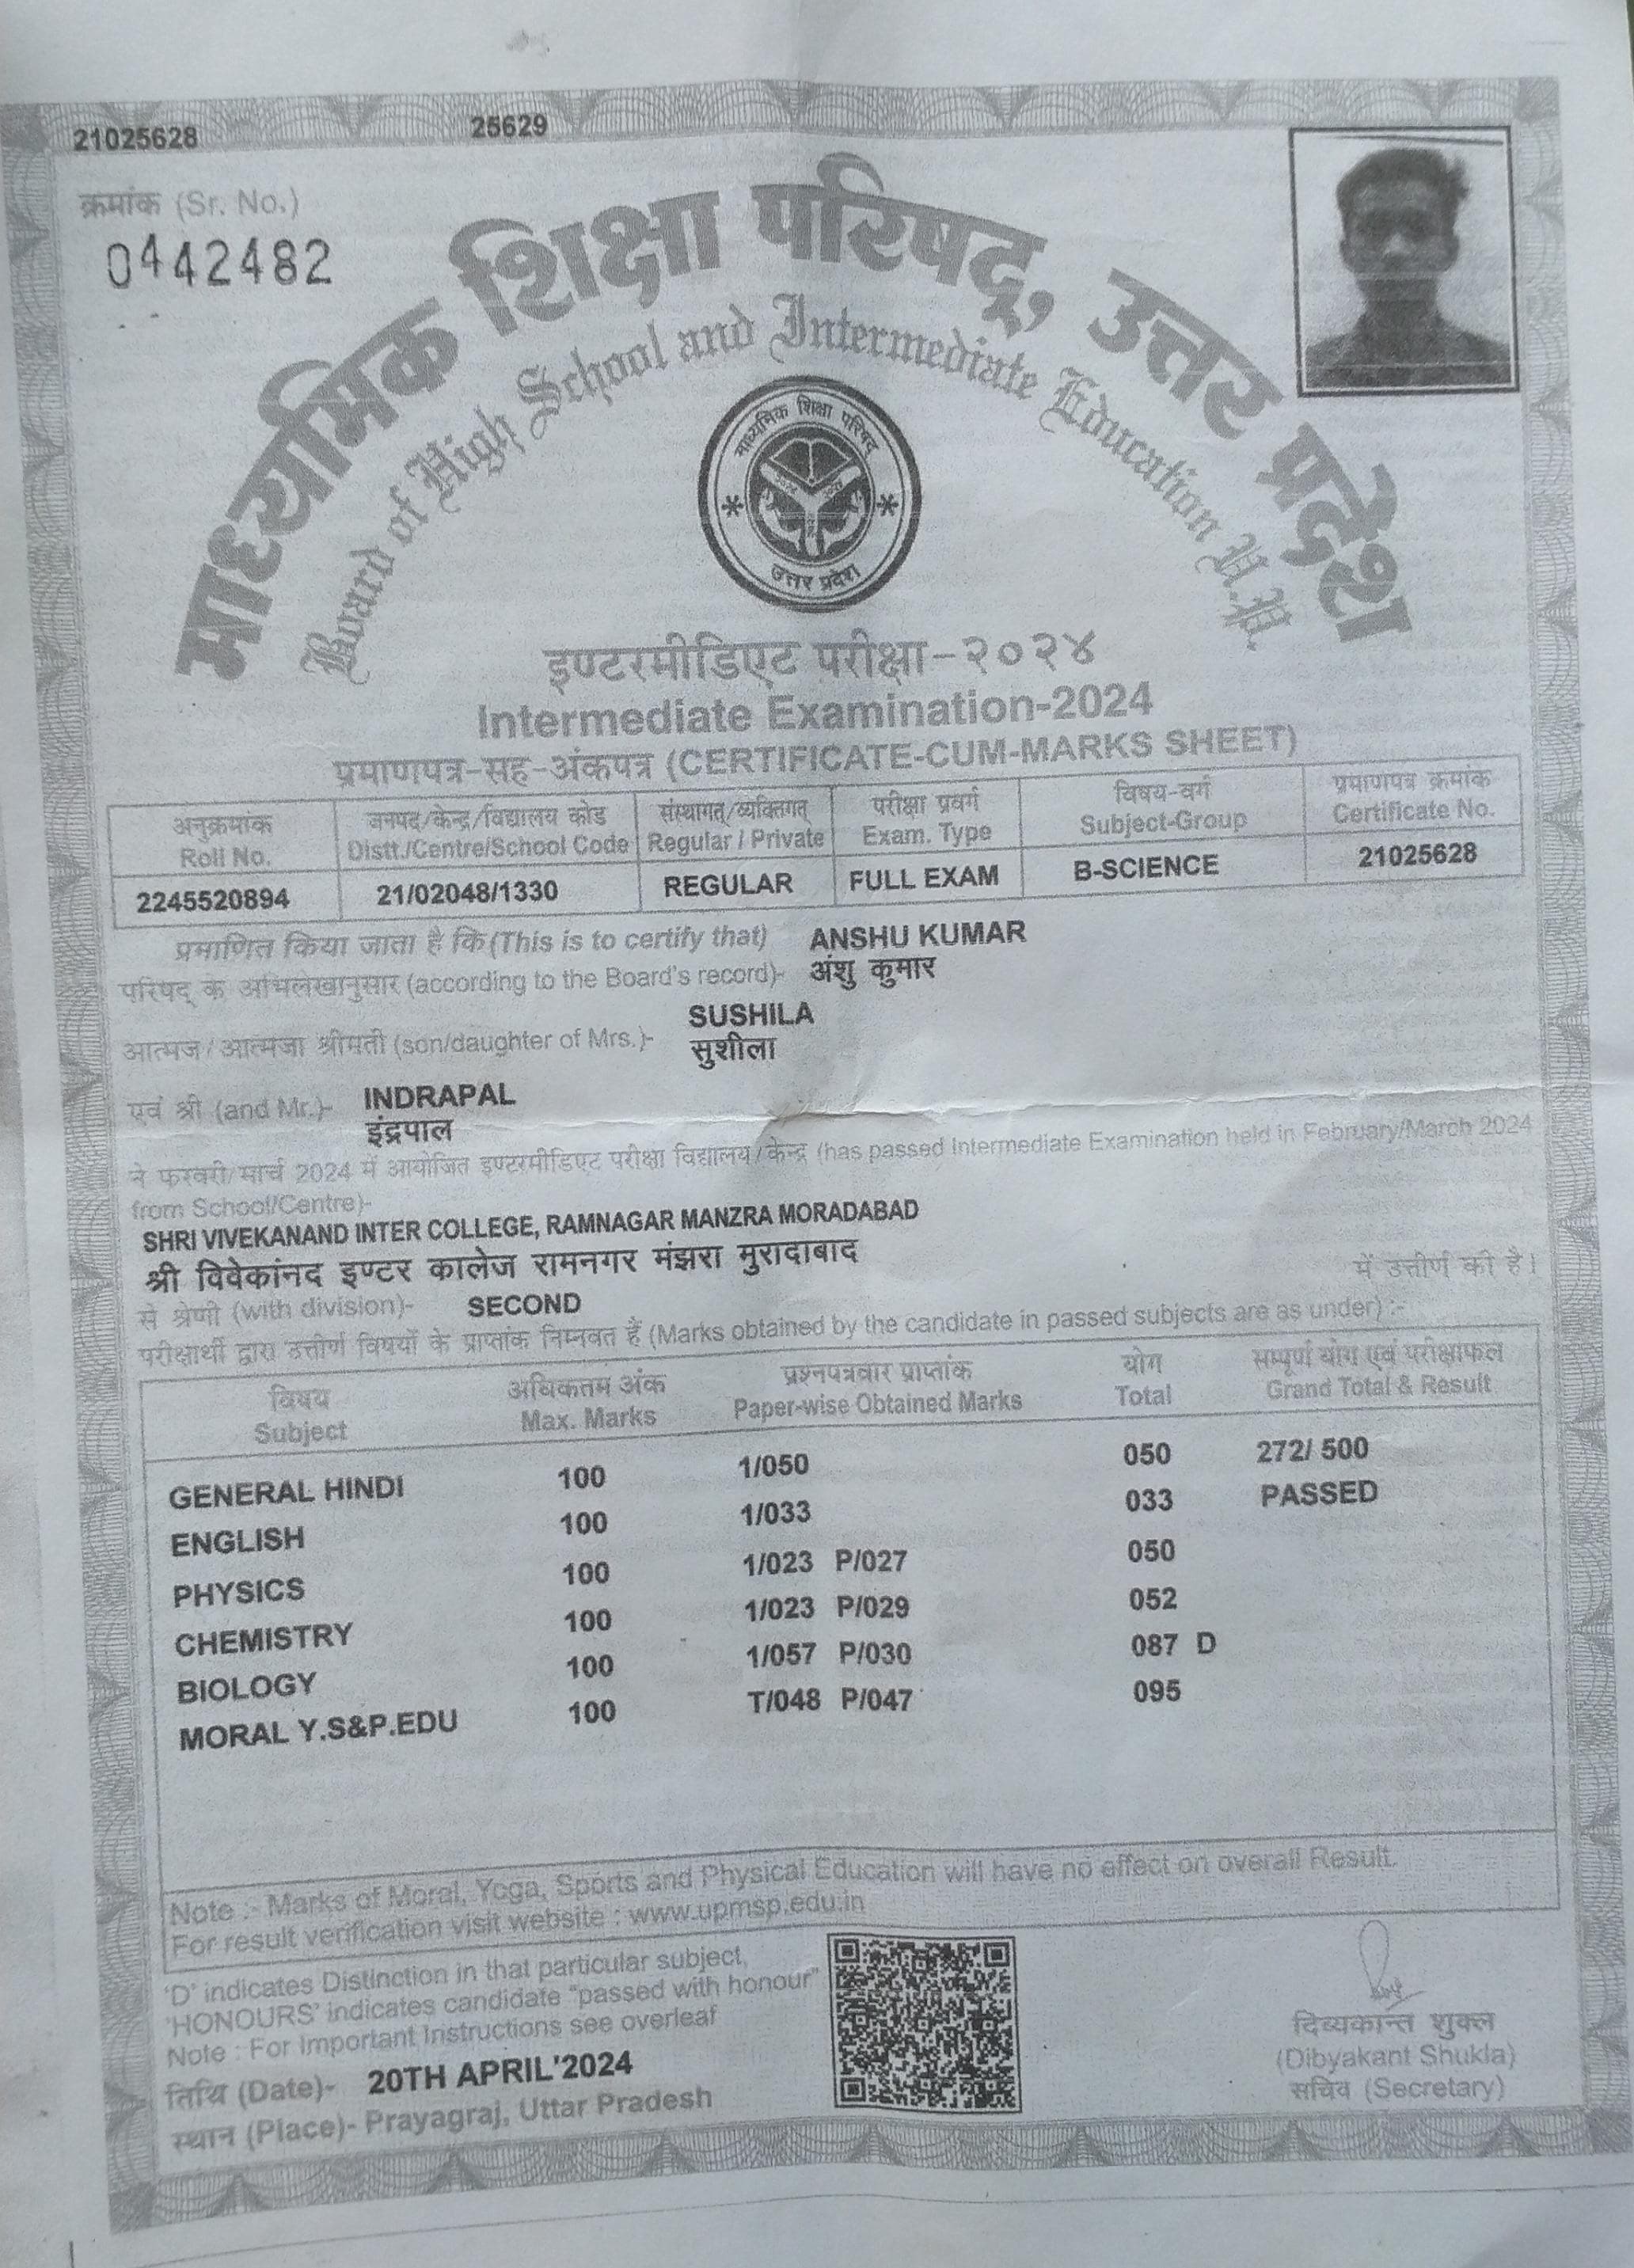 21025628 25629
क्रमांक (Sr. No.)
0442482
माध्यमिक शिक्षा परिषद्, उत्तर प्रदेश
Board of High School and Intermediate Education U.P.
माध्यमिक शिक्षा परिषद्
उत्तर प्रदेश
इण्टरमीडिएट परीक्षा-२०२४
Intermediate Examination-2024
प्रमाणपत्र-सह-अंकपत्र (CERTIFICATE-CUM-MARKS SHEET)
अनुक्रमांक जनपद/केन्द्र/विद्यालय कोड संस्थागत्/व्यक्तिगत् परीक्षा प्रवर्ग विषय-वर्ग प्रमाणपत्र क्रमांक
Roll No. Distt./Centre/School Code Regular / Private Exam. Type Subject-Group Certificate No.
2245520894 21/02048/1330 REGULAR FULL EXAM B-SCIENCE 21025628
प्रमाणित किया जाता है कि (This is to certify that) ANSHU KUMAR
परिषद् के अभिलेखानुसार (according to the Board's record)- अंशु कुमार
SUSHILA
आत्मज / आत्मजा श्रीमती (son/daughter of Mrs.)- सुशीला
एवं श्री (and Mr.)- INDRAPAL
इंद्रपाल
ने फरवरी/मार्च 2024 में आयोजित इण्टरमीडिएट परीक्षा विद्यालय/केन्द्र (has passed Intermediate Examination held in February/March 2024
from School/Centre)-
SHRI VIVEKANAND INTER COLLEGE, RAMNAGAR MANZRA MORADABAD
श्री विवेकांनद इण्टर कालेज रामनगर मंझरा मुरादाबाद में उत्तीर्ण की है।
से श्रेणी (with division)- SECOND
परीक्षार्थी द्वारा उत्तीर्ण विषयों के प्राप्तांक निम्नवत हैं (Marks obtained by the candidate in passed subjects are as under) :-
विषय अधिकतम अंक प्रश्नपत्रवार प्राप्तांक योग सम्पूर्ण योग एवं परीक्षाफल
Subject Max. Marks Paper-wise Obtained Marks Total Grand Total & Result
GENERAL HINDI 100 1/050 050 272/ 500
ENGLISH 100 1/033 033 PASSED
PHYSICS 100 1/023 P/027 050
CHEMISTRY 100 1/023 P/029 052
BIOLOGY 100 1/057 P/030 087 D
MORAL Y.S&P.EDU 100 T/048 P/047 095
Note :- Marks of Moral, Yoga, Sports and Physical Education will have no effect on overall Result.
For result verification visit website : www.upmsp.edu.in
'D' indicates Distinction in that particular subject,
'HONOURS' indicates candidate "passed with honour"
Note : For Important Instructions see overleaf
तिथि (Date)- 20TH APRIL'2024
स्थान (Place)- Prayagraj, Uttar Pradesh
दिव्यकान्त शुक्ल
(Dibyakant Shukla)
सचिव (Secretary)